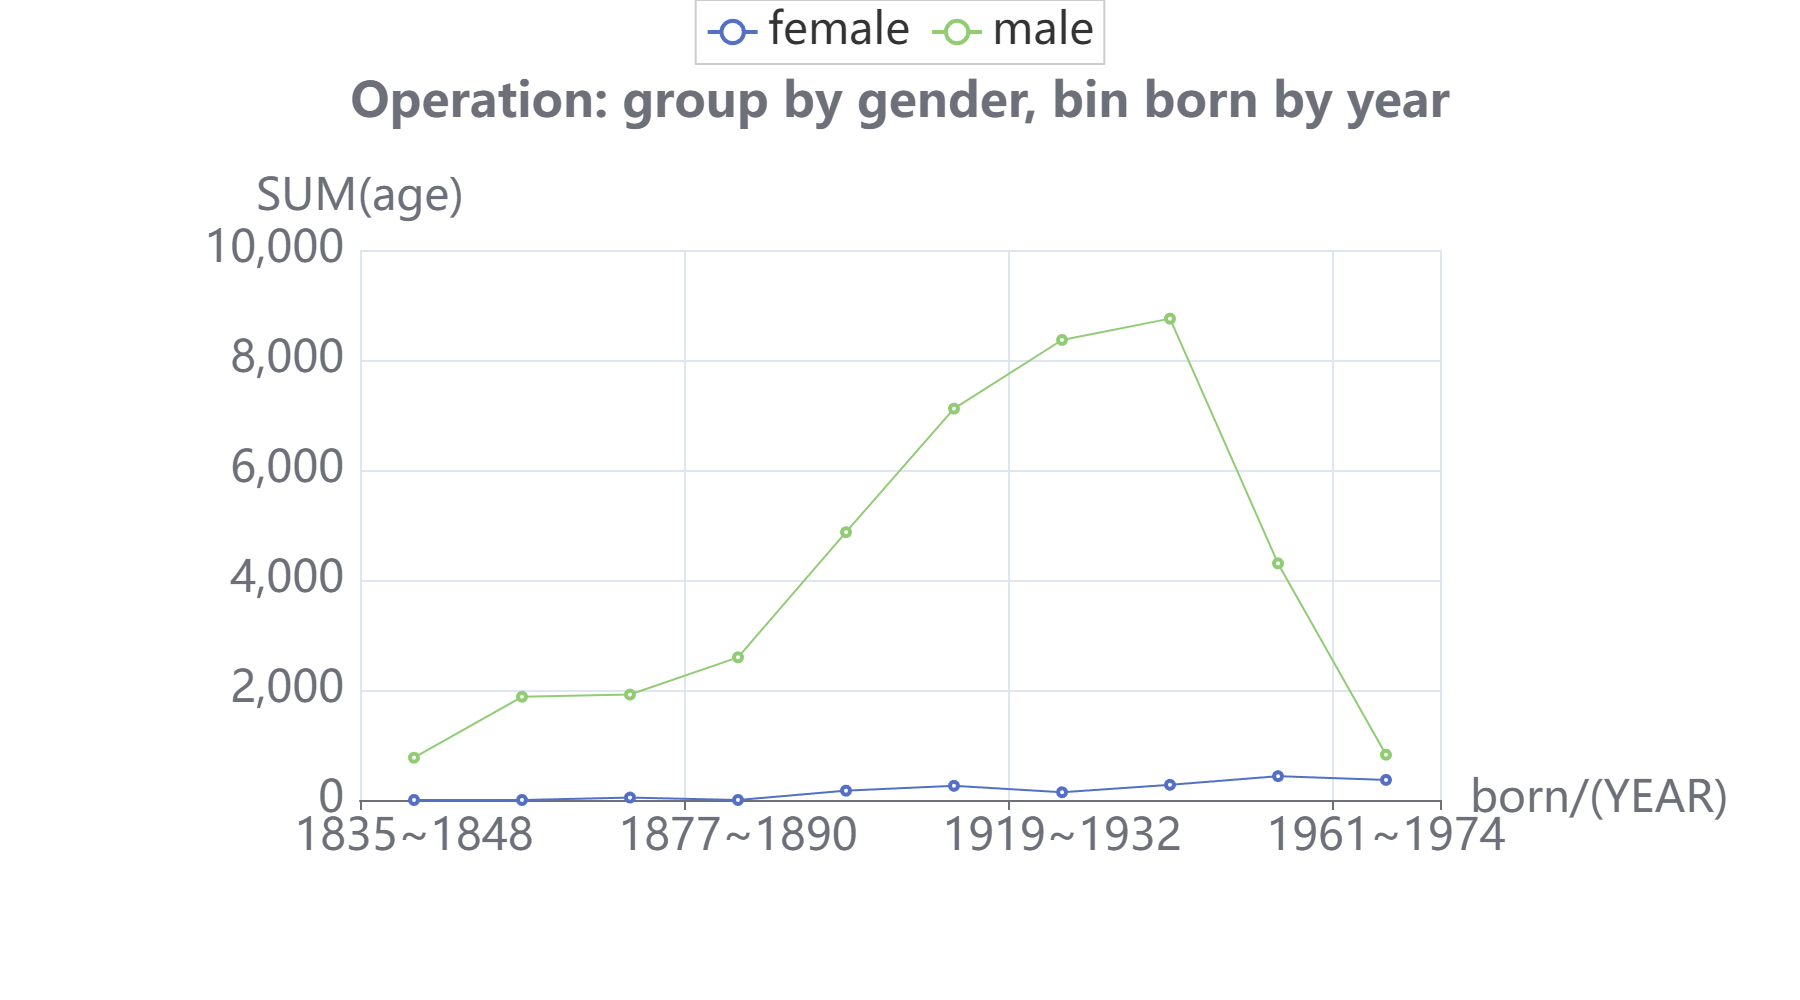 female male
Operation: group by gender, bin born by year
SUM(age)
10,000
8,000
6,000
4,000
2,000
0
born/(YEAR)
1835~1848 1877~1890 1919~1932 1961~1974